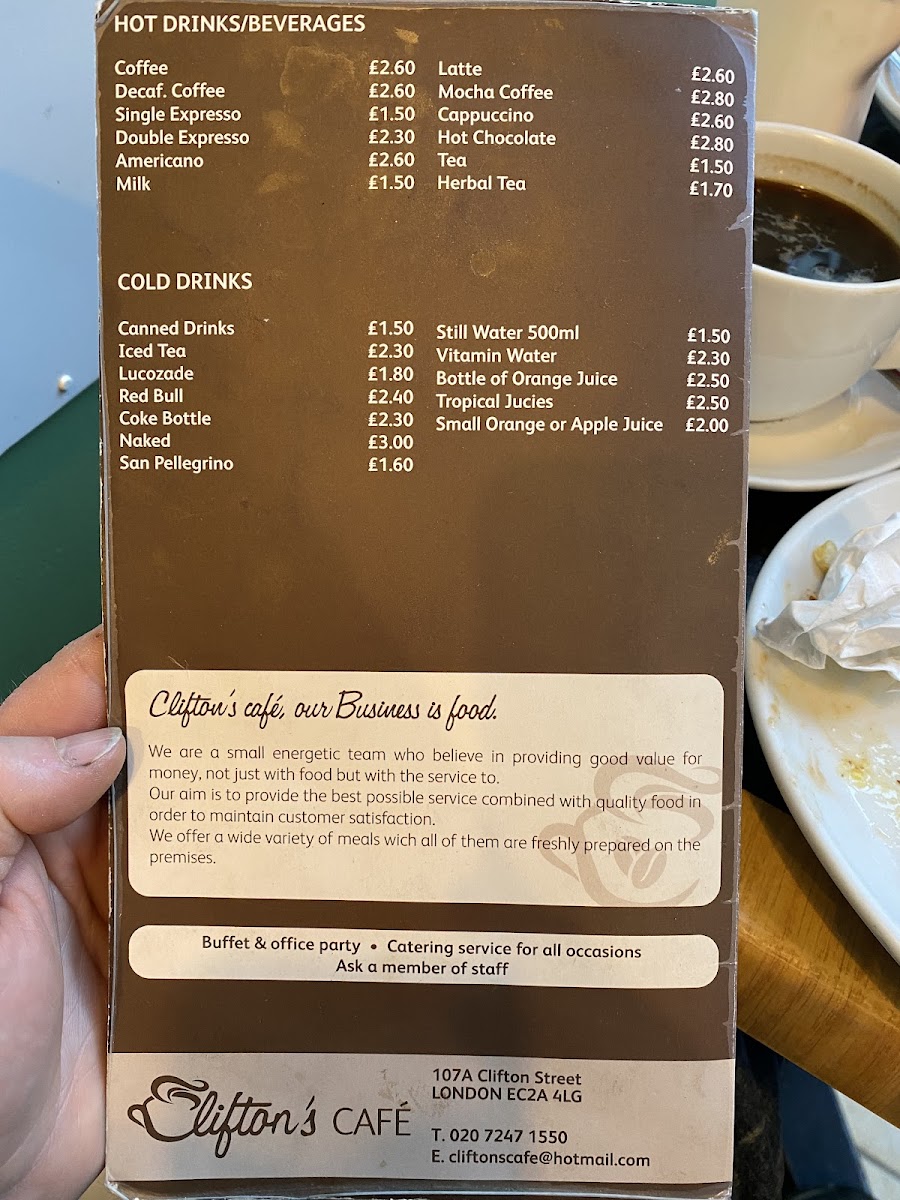 HOT DRINKS/BEVERAGES
Coffee £2.60
Decaf. Coffee £2.60
Single Expresso £1.50
Double Expresso £2.30
Americano £2.60
Milk £1.50
Latte £2.60
Mocha Coffee £2.80
Cappuccino £2.60
Hot Chocolate £2.80
Tea £1.50
Herbal Tea £1.70
COLD DRINKS
Canned Drinks £1.50
Iced Tea £2.30
Lucozade £1.80
Red Bull £2.40
Coke Bottle £2.30
Naked £3.00
San Pellegrino £1.60
Still Water 500ml £1.50
Vitamin Water £2.30
Bottle of Orange Juice £2.50
Tropical Jucies £2.50
Small Orange or Apple Juice £2.00
Clifton's café, our Business is food.
We are a small energetic team who believe in providing good value for
money, not just with food but with the service to.
Our aim is to provide the best possible service combined with quality food in
order to maintain customer satisfaction.
We offer a wide variety of meals wich all of them are freshly prepared on the
premises.
Buffet & office party • Catering service for all occasions
Ask a member of staff
Clifton's CAFÉ
107A Clifton Street
LONDON EC2A 4LG
T. 020 7247 1550
E. cliftonscafe@hotmail.com